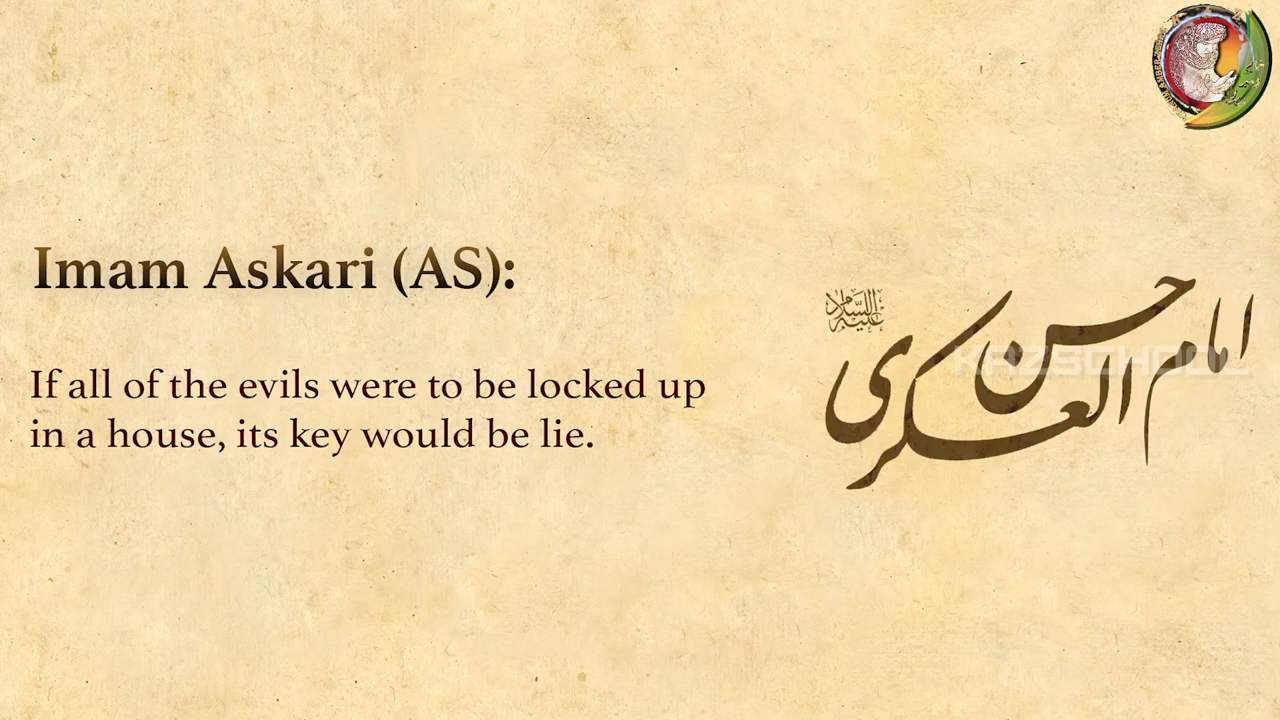 Imam Askari (AS):
If all of the evils were to be locked up
in a house, its key would be lie.
امام حسن العسکری
علیه السلام
KAZSCHOOL